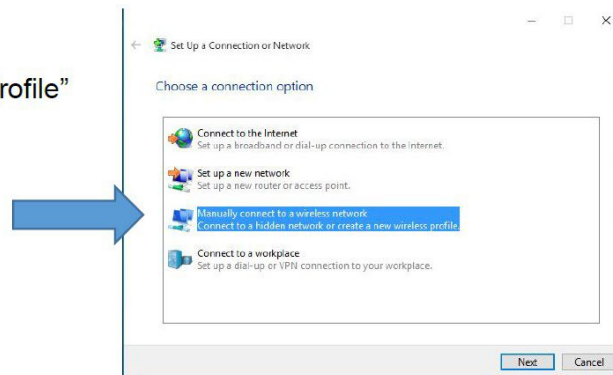 rofile”
Set Up a Connection or Network
Choose a connection option
Connect to the Internet
Set up a broadband or dial-up connection to the Internet.
Set up a new network
Set up a new router or access point.
Manually connect to a wireless network
Connect to a hidden network or create a new wireless profile.
Connect to a workplace
Set up a dial-up or VPN connection to your workplace.
Next Cancel